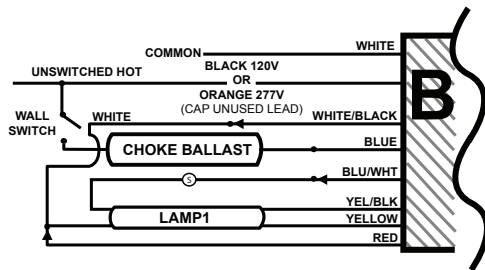 COMMON
WHITE
BLACK 120V
UNSWITCHED HOT
OR
ORANGE 277V
(CAP UNUSED LEAD)
WALL
SWITCH
WHITE
WHITE/BLACK
B
CHOKE BALLAST
BLUE
BLU/WHT
S
YEL/BLK
LAMP1
YELLOW
RED